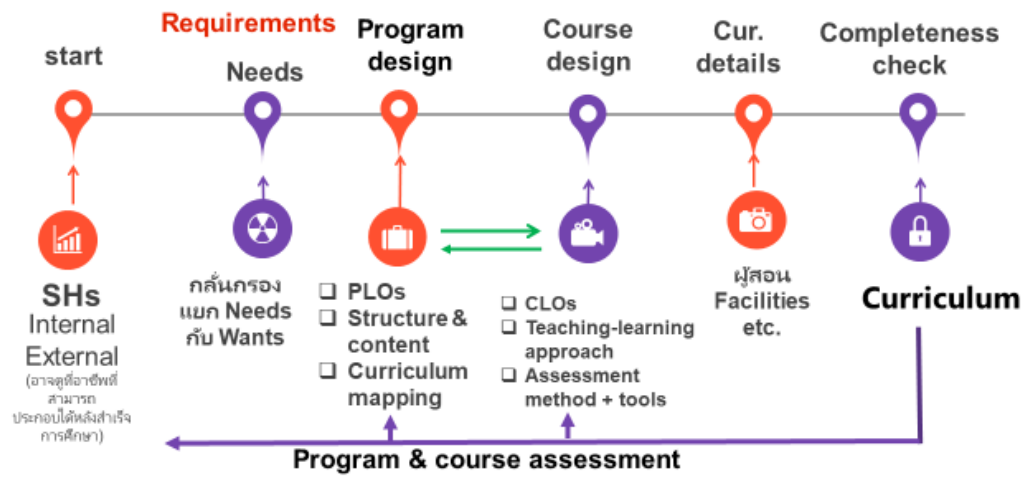 start
Requirements
Needs
Program
design
Course
design
Cur.
details
Completeness
check
SHs
Internal
External
(อาจดูที่อาชีพที่
สามารถ
ประกอบได้หลังสำเร็จ
การศึกษา)
กลั่นกรอง
แยก Needs
กับ Wants
❑ PLOs
❑ Structure &
content
❑ Curriculum
mapping
❑ CLOs
❑ Teaching-learning
approach
❑ Assessment
method + tools
ผู้สอน
Facilities
etc.
Curriculum
Program & course assessment